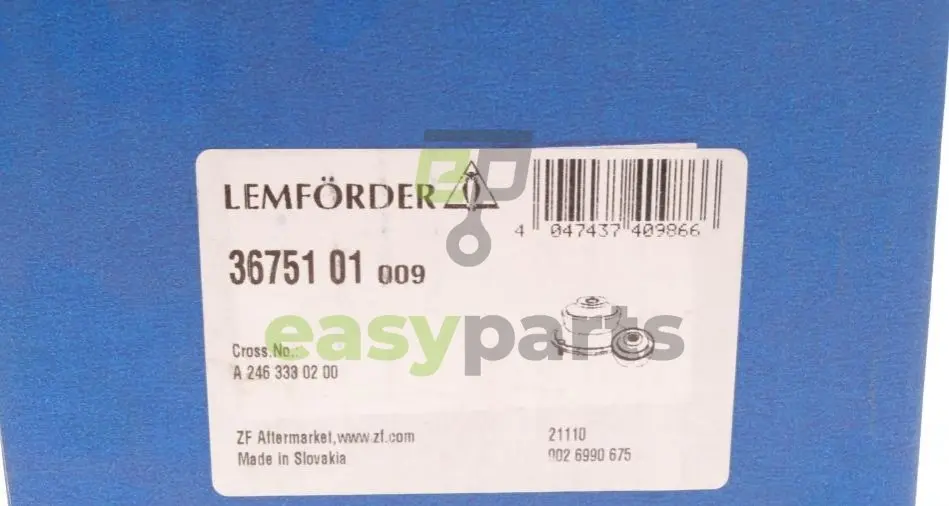 LEMFÖRDER
4 047437 409866
36751 01 009
easyparts
Cross.No.:
A 246 333 02 00
ZF Aftermarket,www.zf.com
Made in Slovakia
21110
002 6990 675